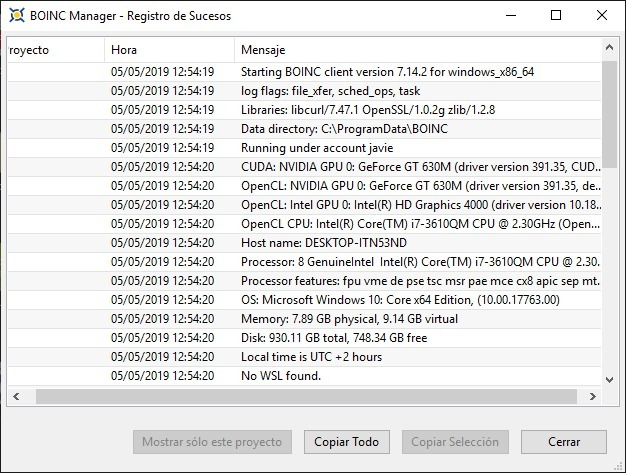 BOINC Manager - Registro de Sucesos
royecto Hora Mensaje
05/05/2019 12:54:19 Starting BOINC client version 7.14.2 for windows_x86_64
05/05/2019 12:54:19 log flags: file_xfer, sched_ops, task
05/05/2019 12:54:19 Libraries: libcurl/7.47.1 OpenSSL/1.0.2g zlib/1.2.8
05/05/2019 12:54:19 Data directory: C:\ProgramData\BOINC
05/05/2019 12:54:19 Running under account javie
05/05/2019 12:54:20 CUDA: NVIDIA GPU 0: GeForce GT 630M (driver version 391.35, CUD...
05/05/2019 12:54:20 OpenCL: NVIDIA GPU 0: GeForce GT 630M (driver version 391.35, de...
05/05/2019 12:54:20 OpenCL: Intel GPU 0: Intel(R) HD Graphics 4000 (driver version 10.18...
05/05/2019 12:54:20 OpenCL CPU: Intel(R) Core(TM) i7-3610QM CPU @ 2.30GHz (Open...
05/05/2019 12:54:20 Host name: DESKTOP-ITN53ND
05/05/2019 12:54:20 Processor: 8 GenuineIntel Intel(R) Core(TM) i7-3610QM CPU @ 2.30...
05/05/2019 12:54:20 Processor features: fpu vme de pse tsc msr pae mce cx8 apic sep mt...
05/05/2019 12:54:20 OS: Microsoft Windows 10: Core x64 Edition, (10.00.17763.00)
05/05/2019 12:54:20 Memory: 7.89 GB physical, 9.14 GB virtual
05/05/2019 12:54:20 Disk: 930.11 GB total, 748.34 GB free
05/05/2019 12:54:20 Local time is UTC +2 hours
05/05/2019 12:54:20 No WSL found.
Mostrar sólo este proyecto Copiar Todo Copiar Selección Cerrar